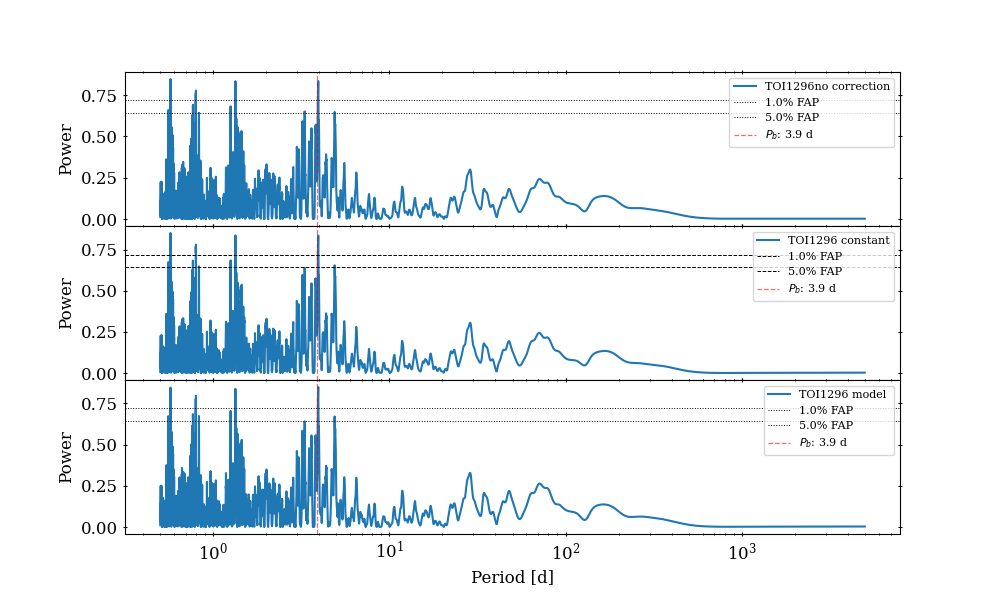 0.75
0.50
0.25
0.00
Power
TOI1296no correction
1.0% FAP
5.0% FAP
P_b: 3.9 d
0.75
0.50
0.25
0.00
Power
TOI1296 constant
1.0% FAP
5.0% FAP
P_b: 3.9 d
0.75
0.50
0.25
0.00
Power
TOI1296 model
1.0% FAP
5.0% FAP
P_b: 3.9 d
10^0 10^1 10^2 10^3
Period [d]